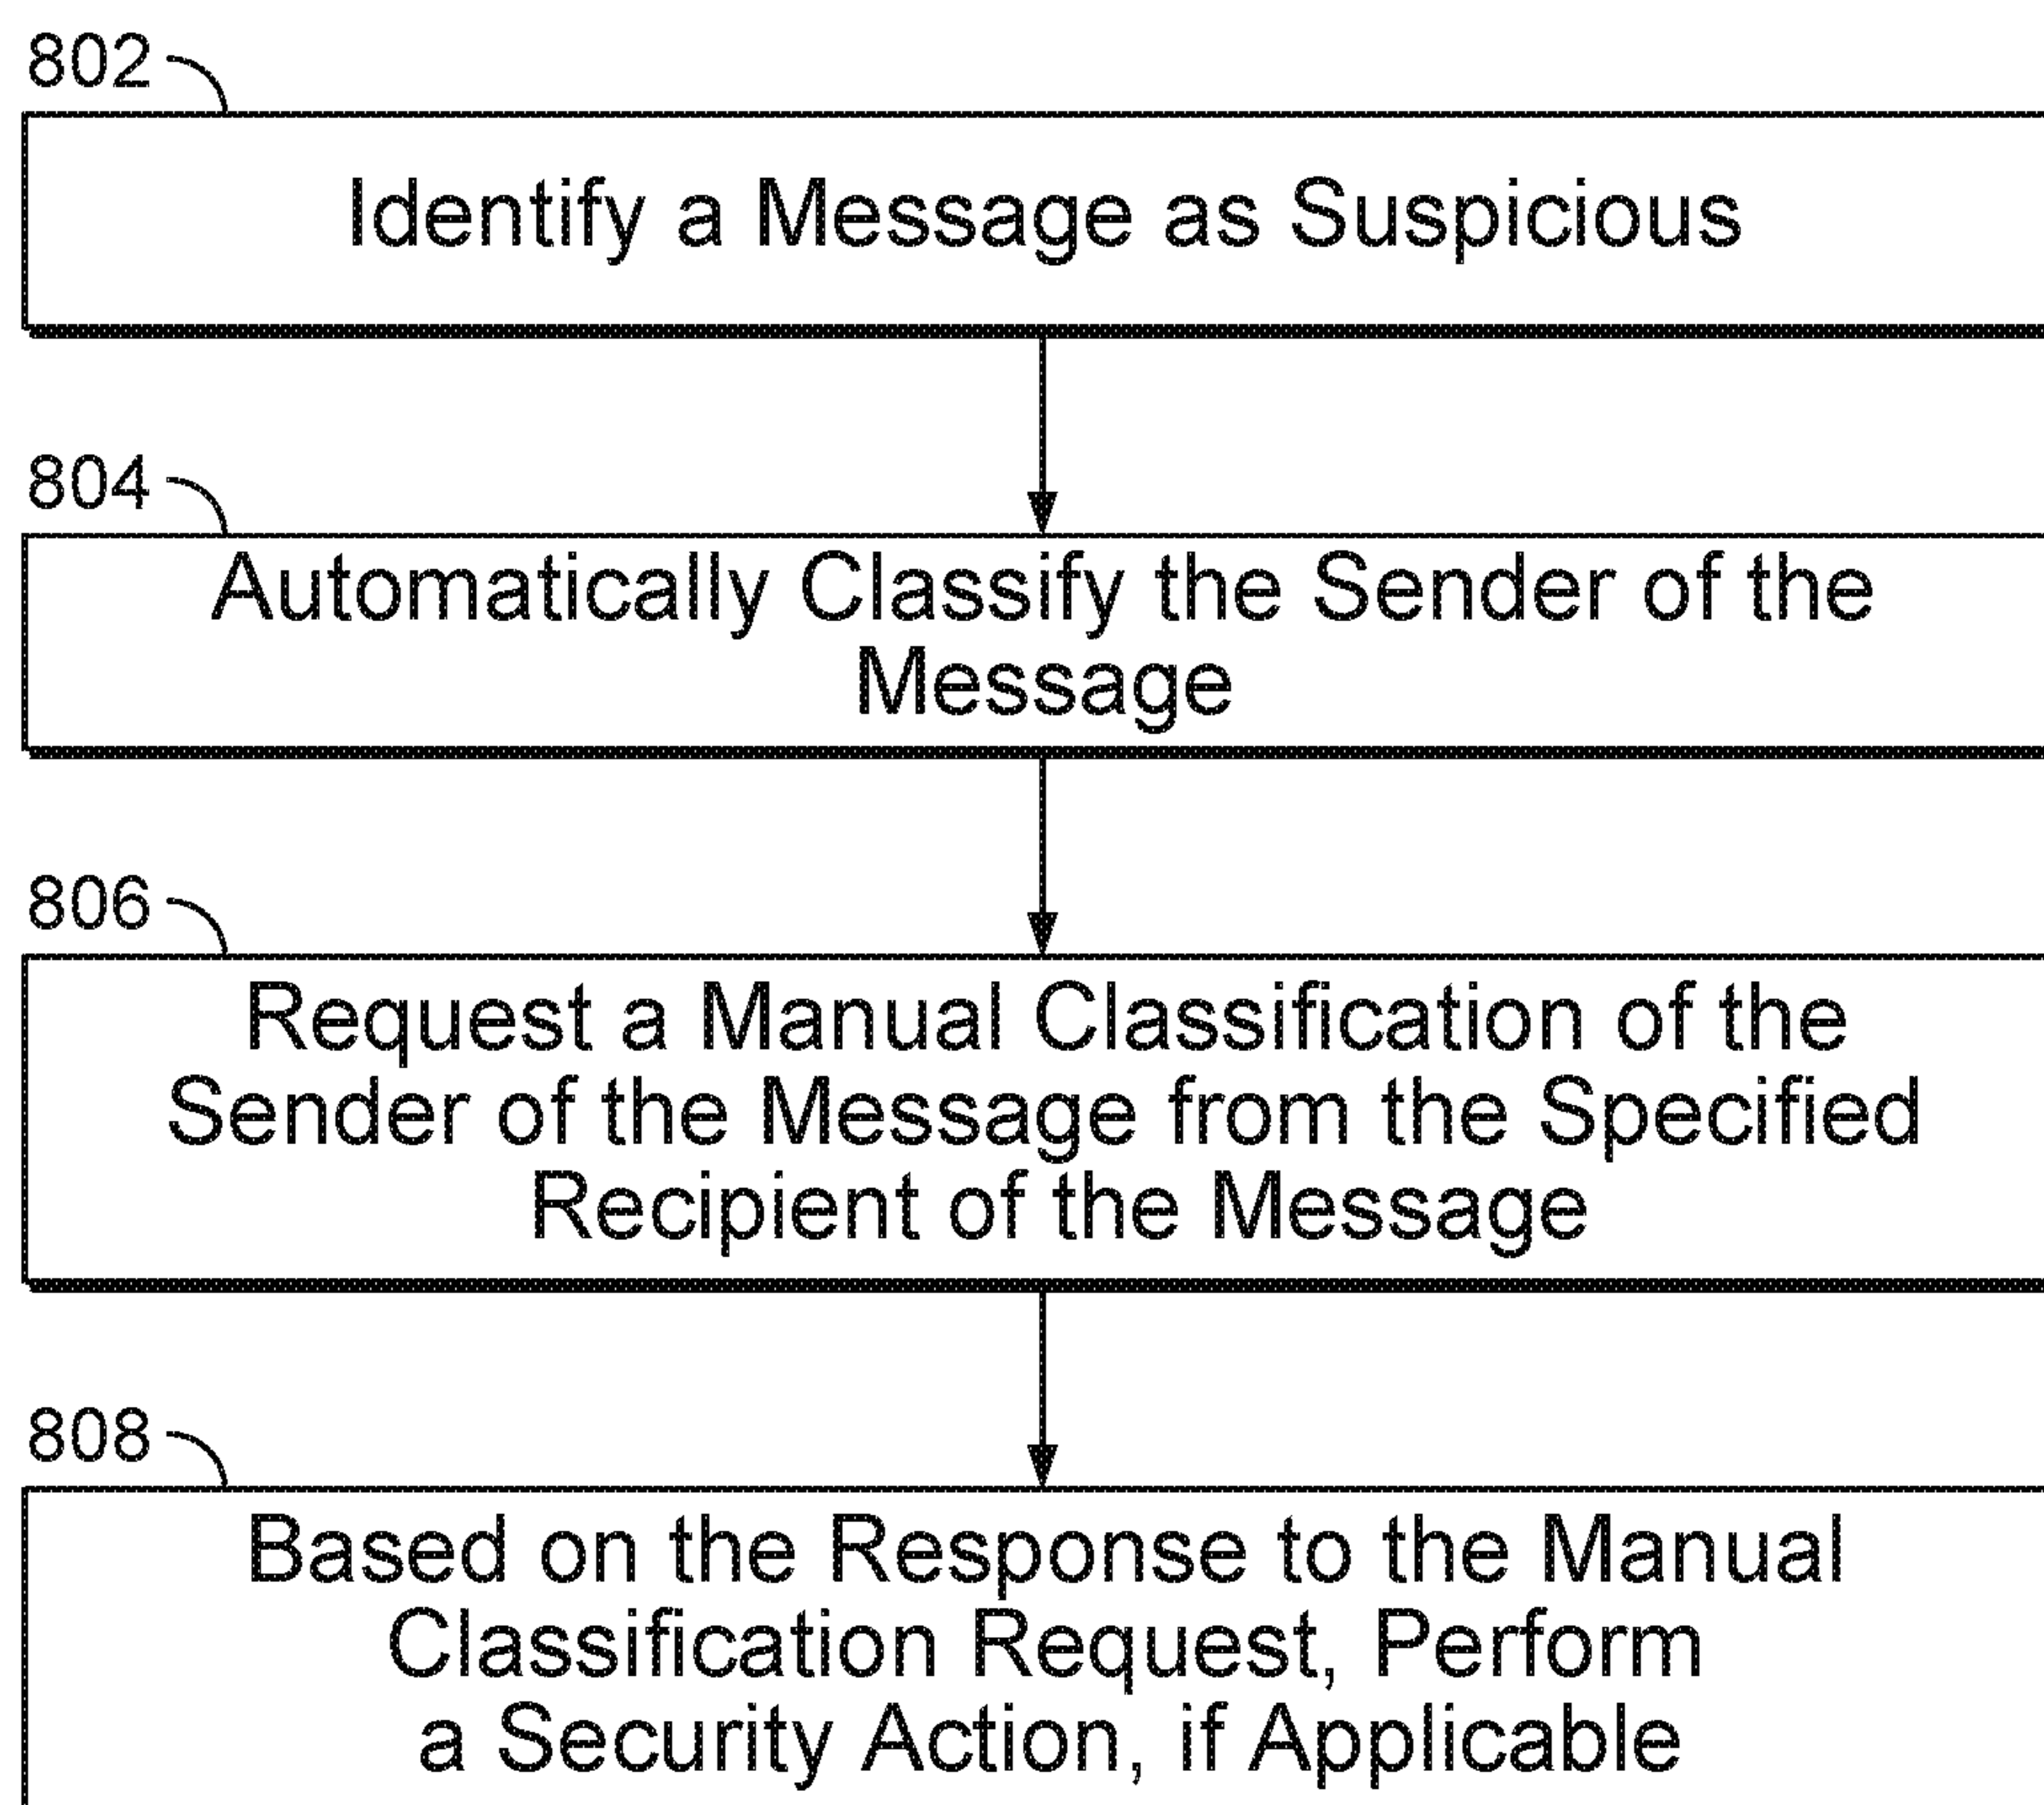 802
Identify a Message as Suspicious
804
Automatically Classify the Sender of the
Message
806
Request a Manual Classification of the
Sender of the Message from the Specified
Recipient of the Message
808
Based on the Response to the Manual
Classification Request, Perform
a Security Action, if Applicable